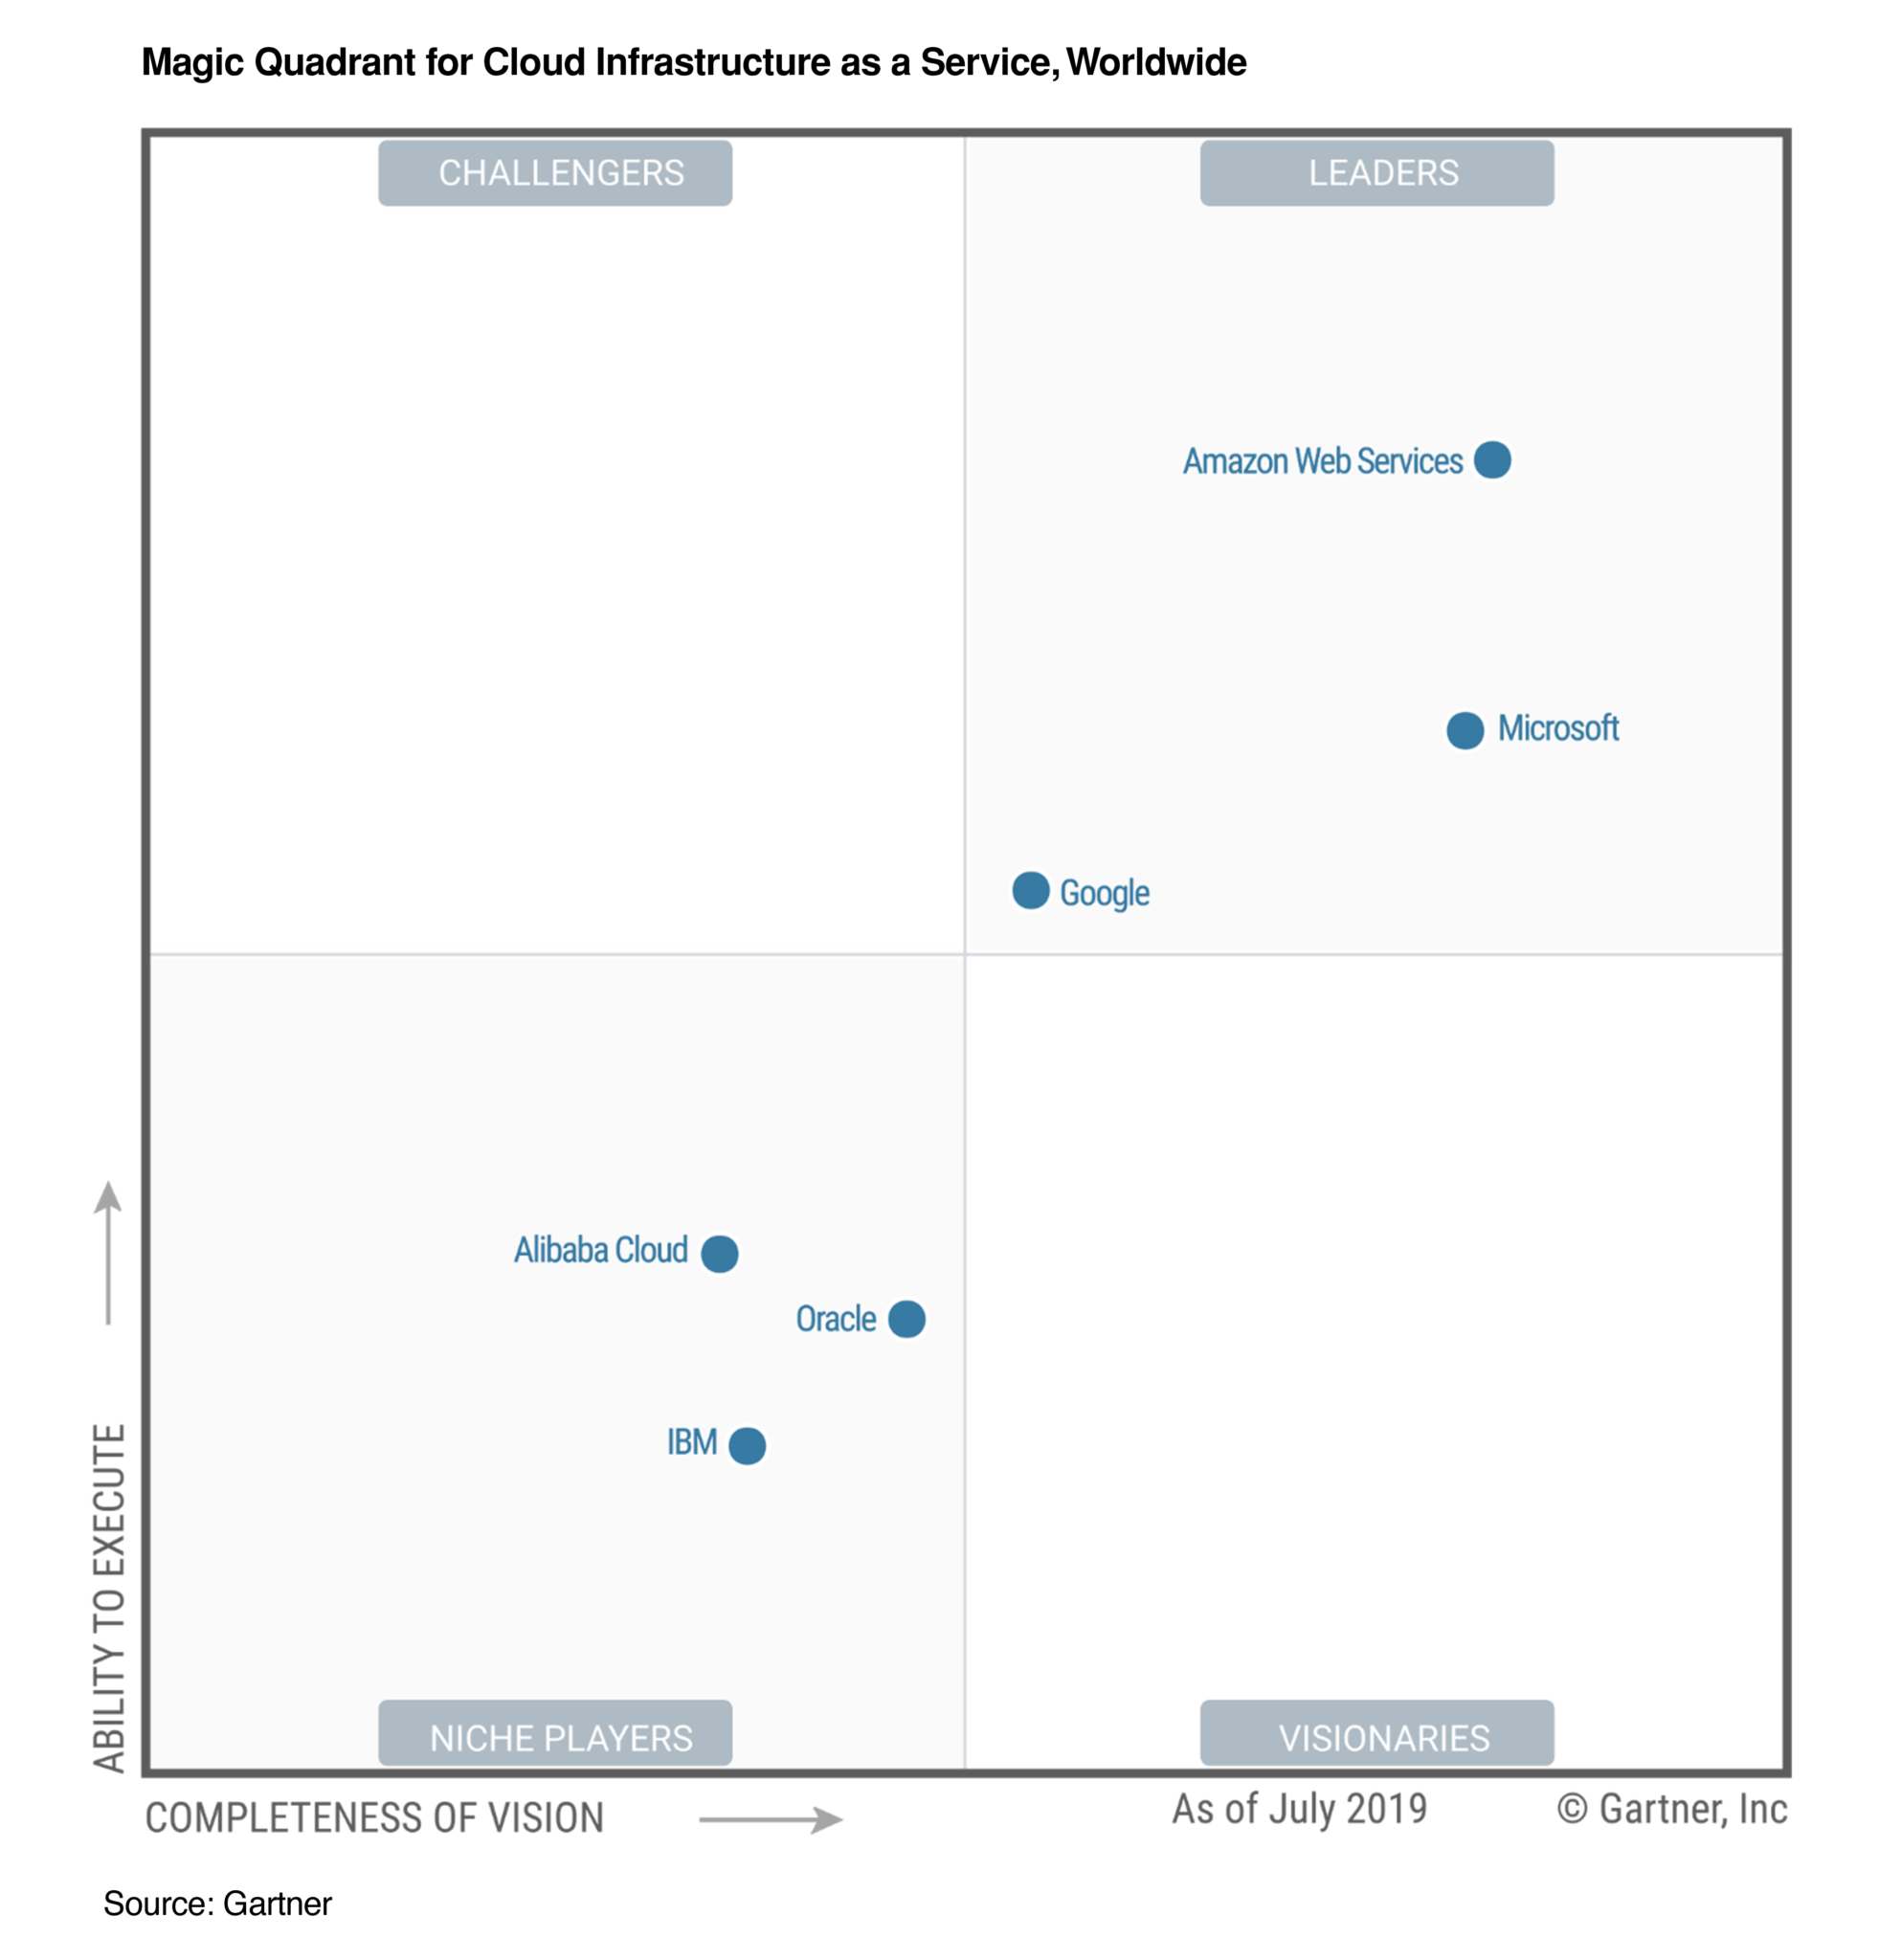 Magic Quadrant for Cloud Infrastructure as a Service, Worldwide
CHALLENGERS
LEADERS
Amazon Web Services
Microsoft
Google
Alibaba Cloud
Oracle
IBM
NICHE PLAYERS
VISIONARIES
ABILITY TO EXECUTE
COMPLETENESS OF VISION
As of July 2019
© Gartner, Inc
Source: Gartner